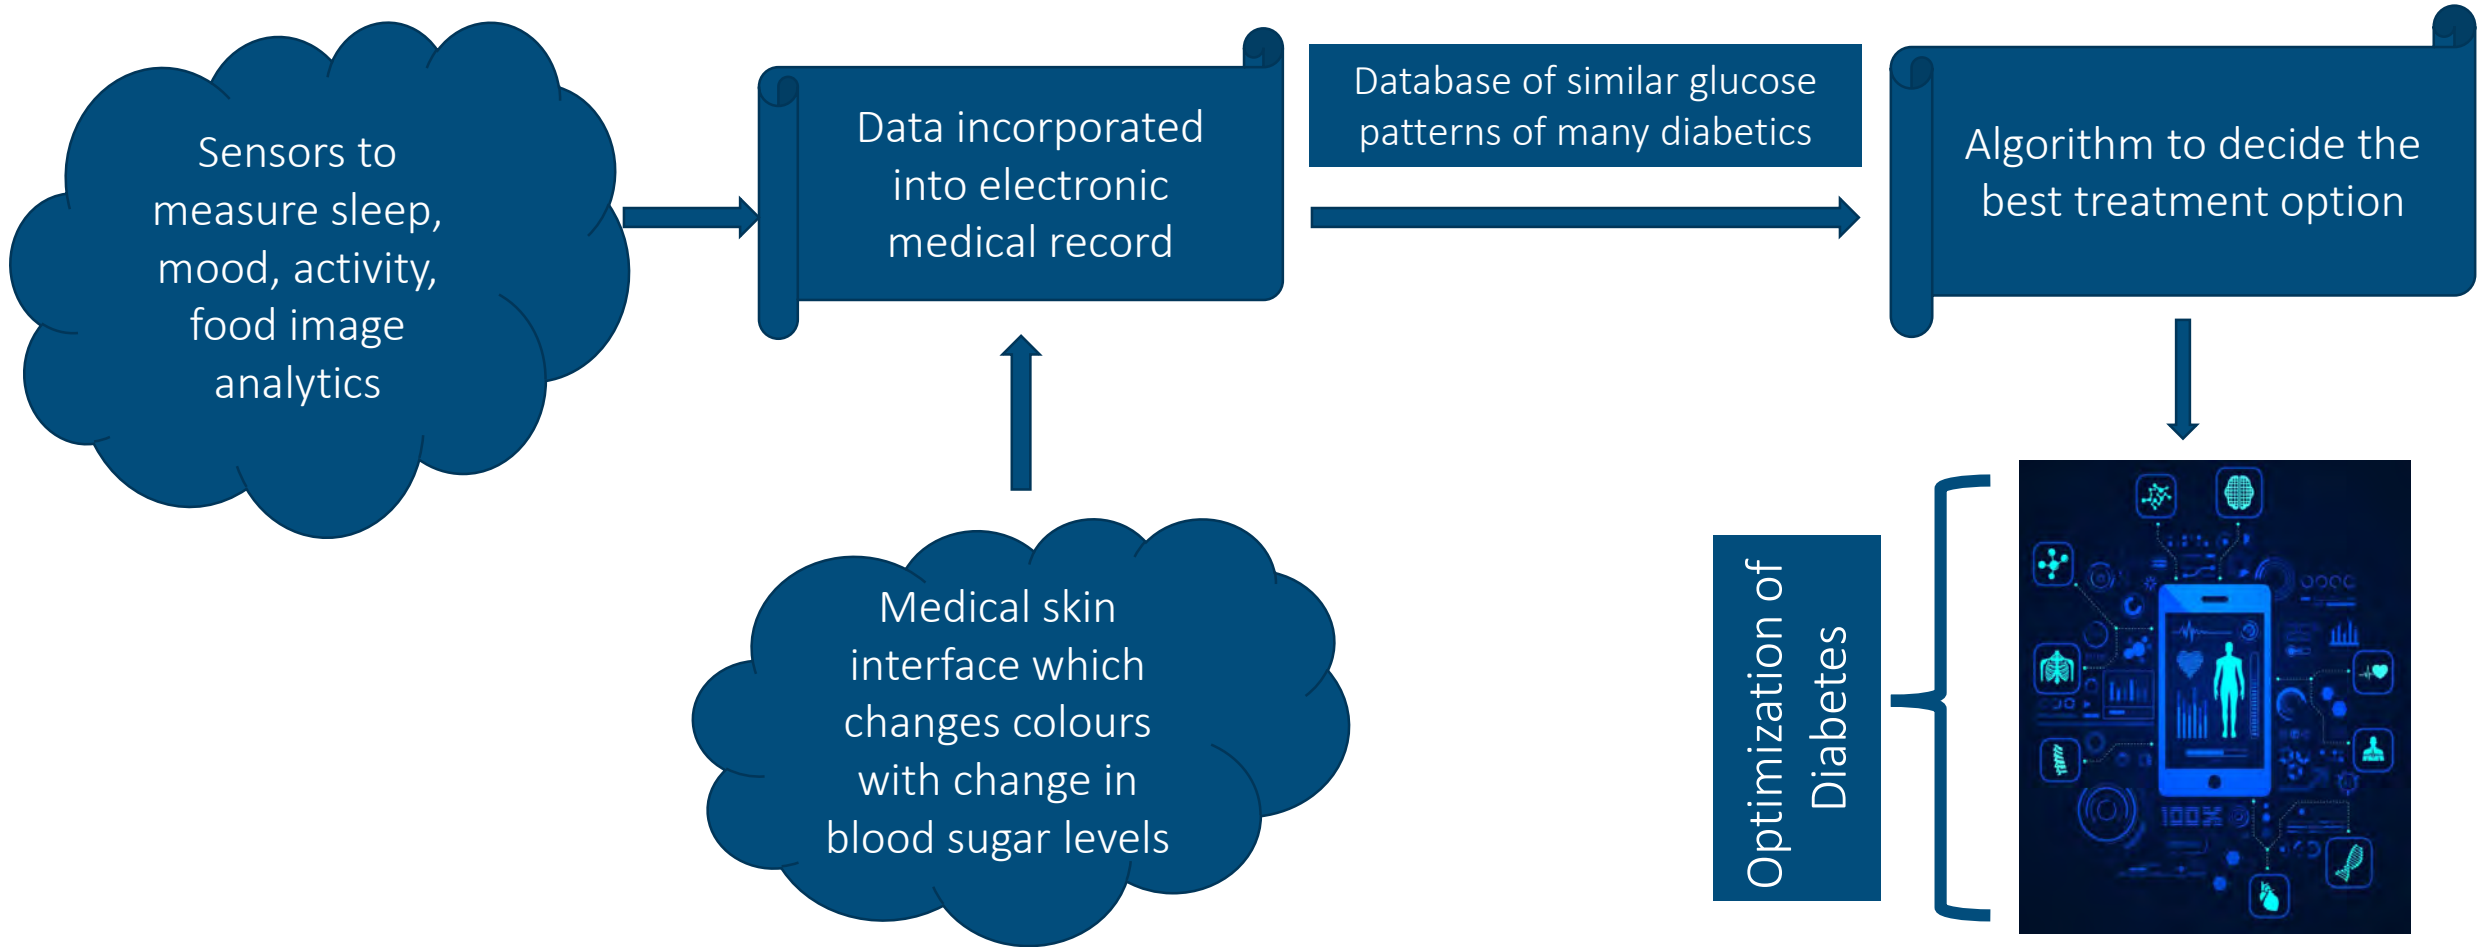 Sensors to
measure sleep,
mood, activity,
food image
analytics
Data incorporated
into electronic
medical record
Database of similar glucose
patterns of many diabetics
Algorithm to decide the
best treatment option
Medical skin
interface which
changes colours
with change in
blood sugar levels
Optimization of
Diabetes
100%